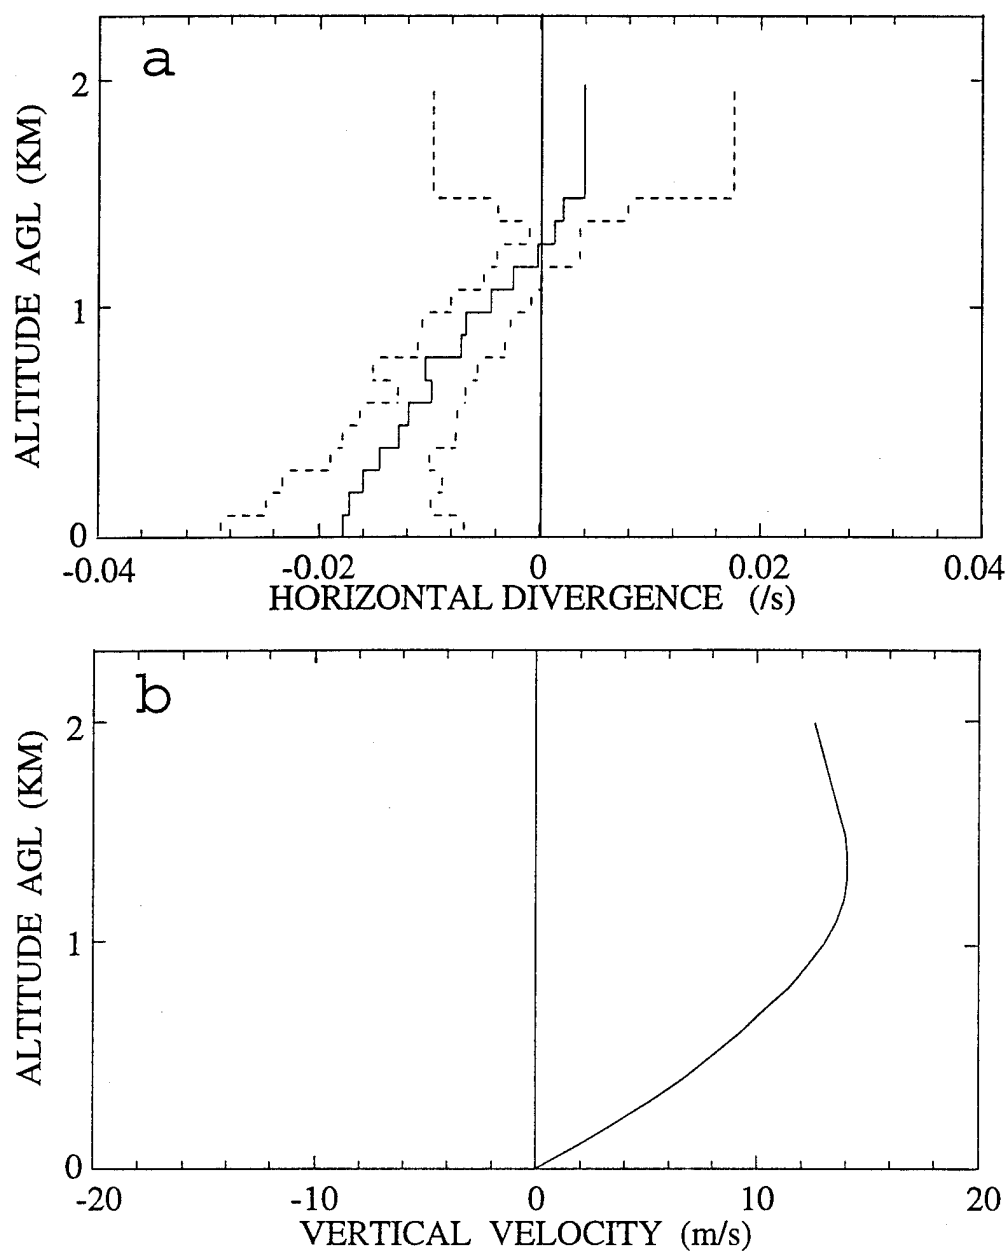 a
2
1
0
ALTITUDE AGL (KM)
-0.04 -0.02 0 0.02 0.04
HORIZONTAL DIVERGENCE (/s)
b
2
1
0
ALTITUDE AGL (KM)
-20 -10 0 10 20
VERTICAL VELOCITY (m/s)